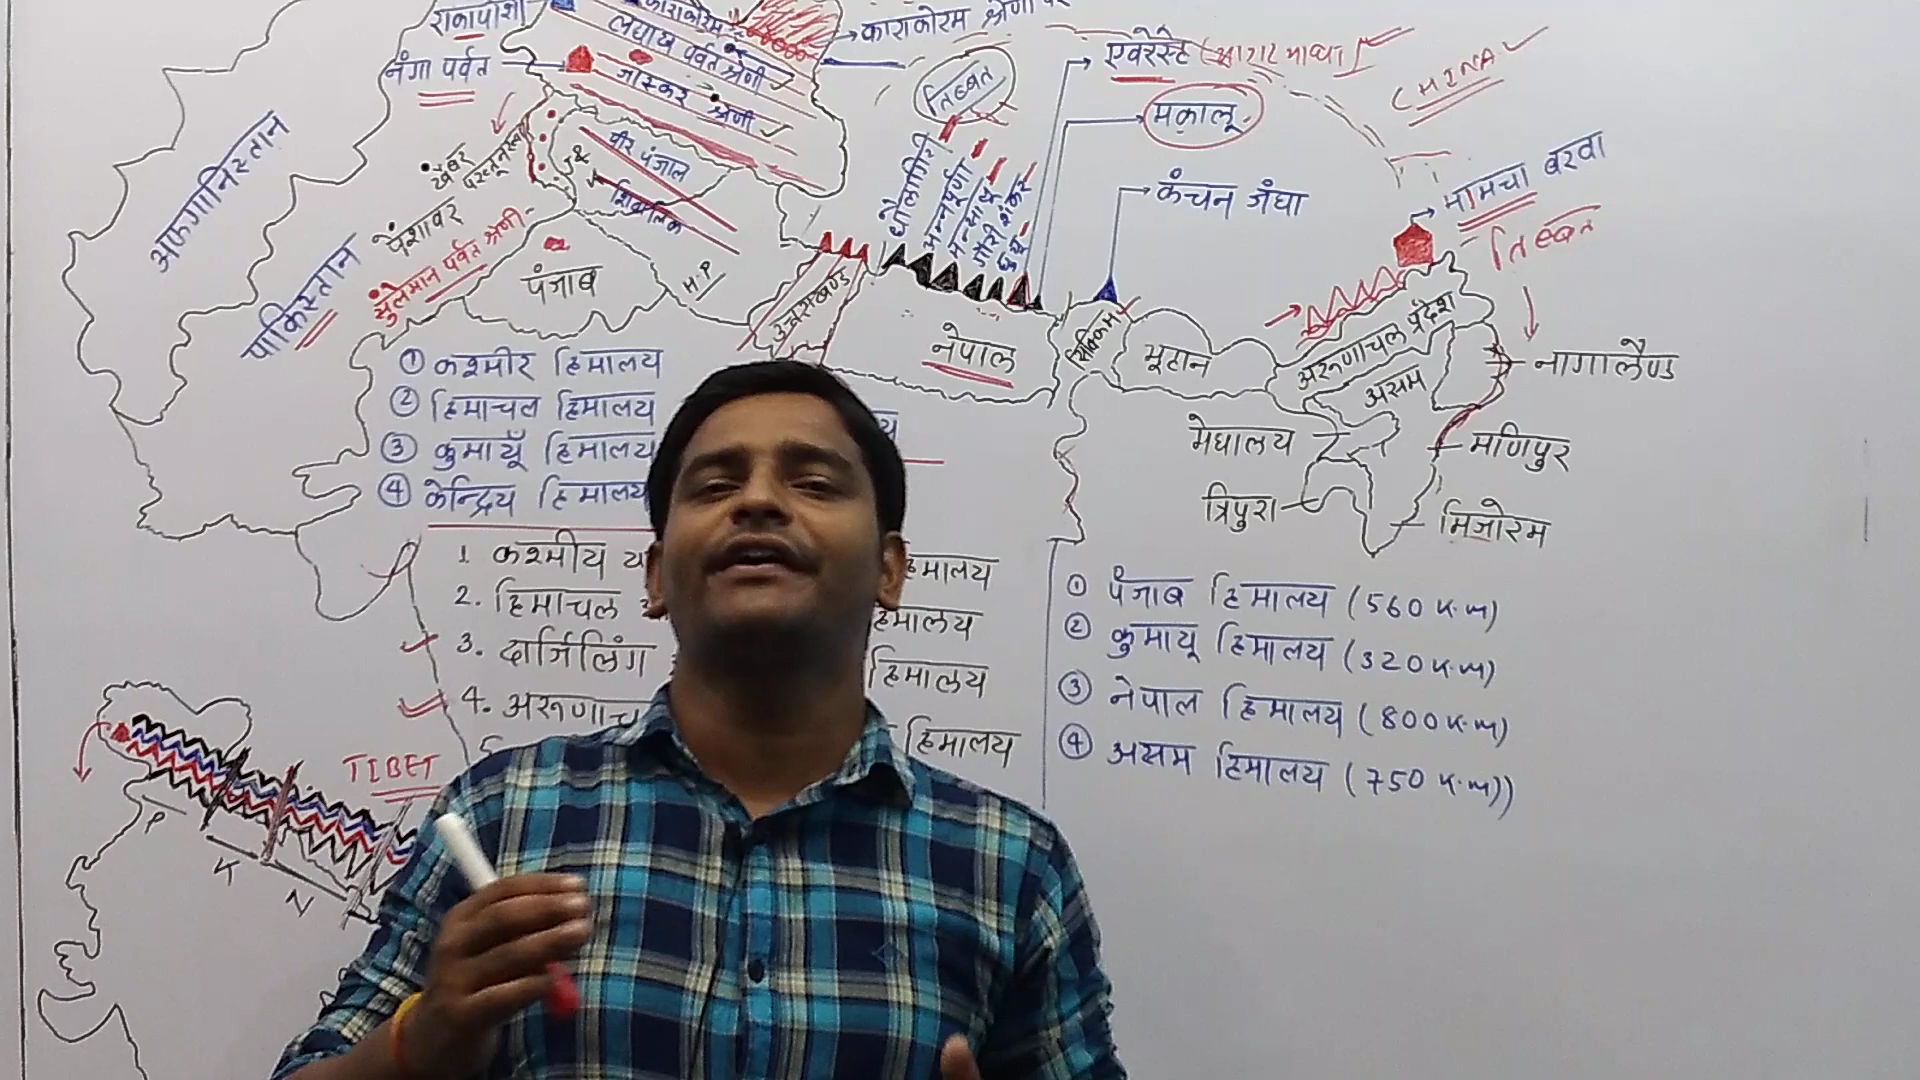 राकापोशी
काराकोरम
काराकोरम श्रेणी
लद्दाख पर्वत श्रेणी
नंगा पर्वत
जास्कर श्रेणी
तिब्बत
एवरेस्ट
मकालू
कंचन जंघा
CHINA
नामचा बरवा
तिब्बत
अफगानिस्तान
पाकिस्तान
खैबर
पेशावर
सुलेमान पर्वत श्रेणी
J & K
पीर पंजाल
शिवालिक
पंजाब
H.P
उत्तराखण्ड
धौलागिरी
अन्नपूर्णा
गौरी शंकर
नेपाल
सिक्किम
भूटान
अरूणाचल प्रदेश
असम
नागालैण्ड
मेघालय
मणिपुर
त्रिपुरा
मिजोरम
① कश्मीर हिमालय
② हिमाचल हिमालय
③ कुमायूँ हिमालय
④ केन्द्रिय हिमालय
य
1. कश्मीय
हिमालय
2. हिमाचल
हिमालय
3. दार्जिलिंग
हिमालय
4. अरूणाच
हिमालय
① पंजाब हिमालय (560 K.m)
② कुमायू हिमालय (320 K.m)
③ नेपाल हिमालय (800 K.m)
④ असम हिमालय (750 K.m))
TIBET
P
K
N